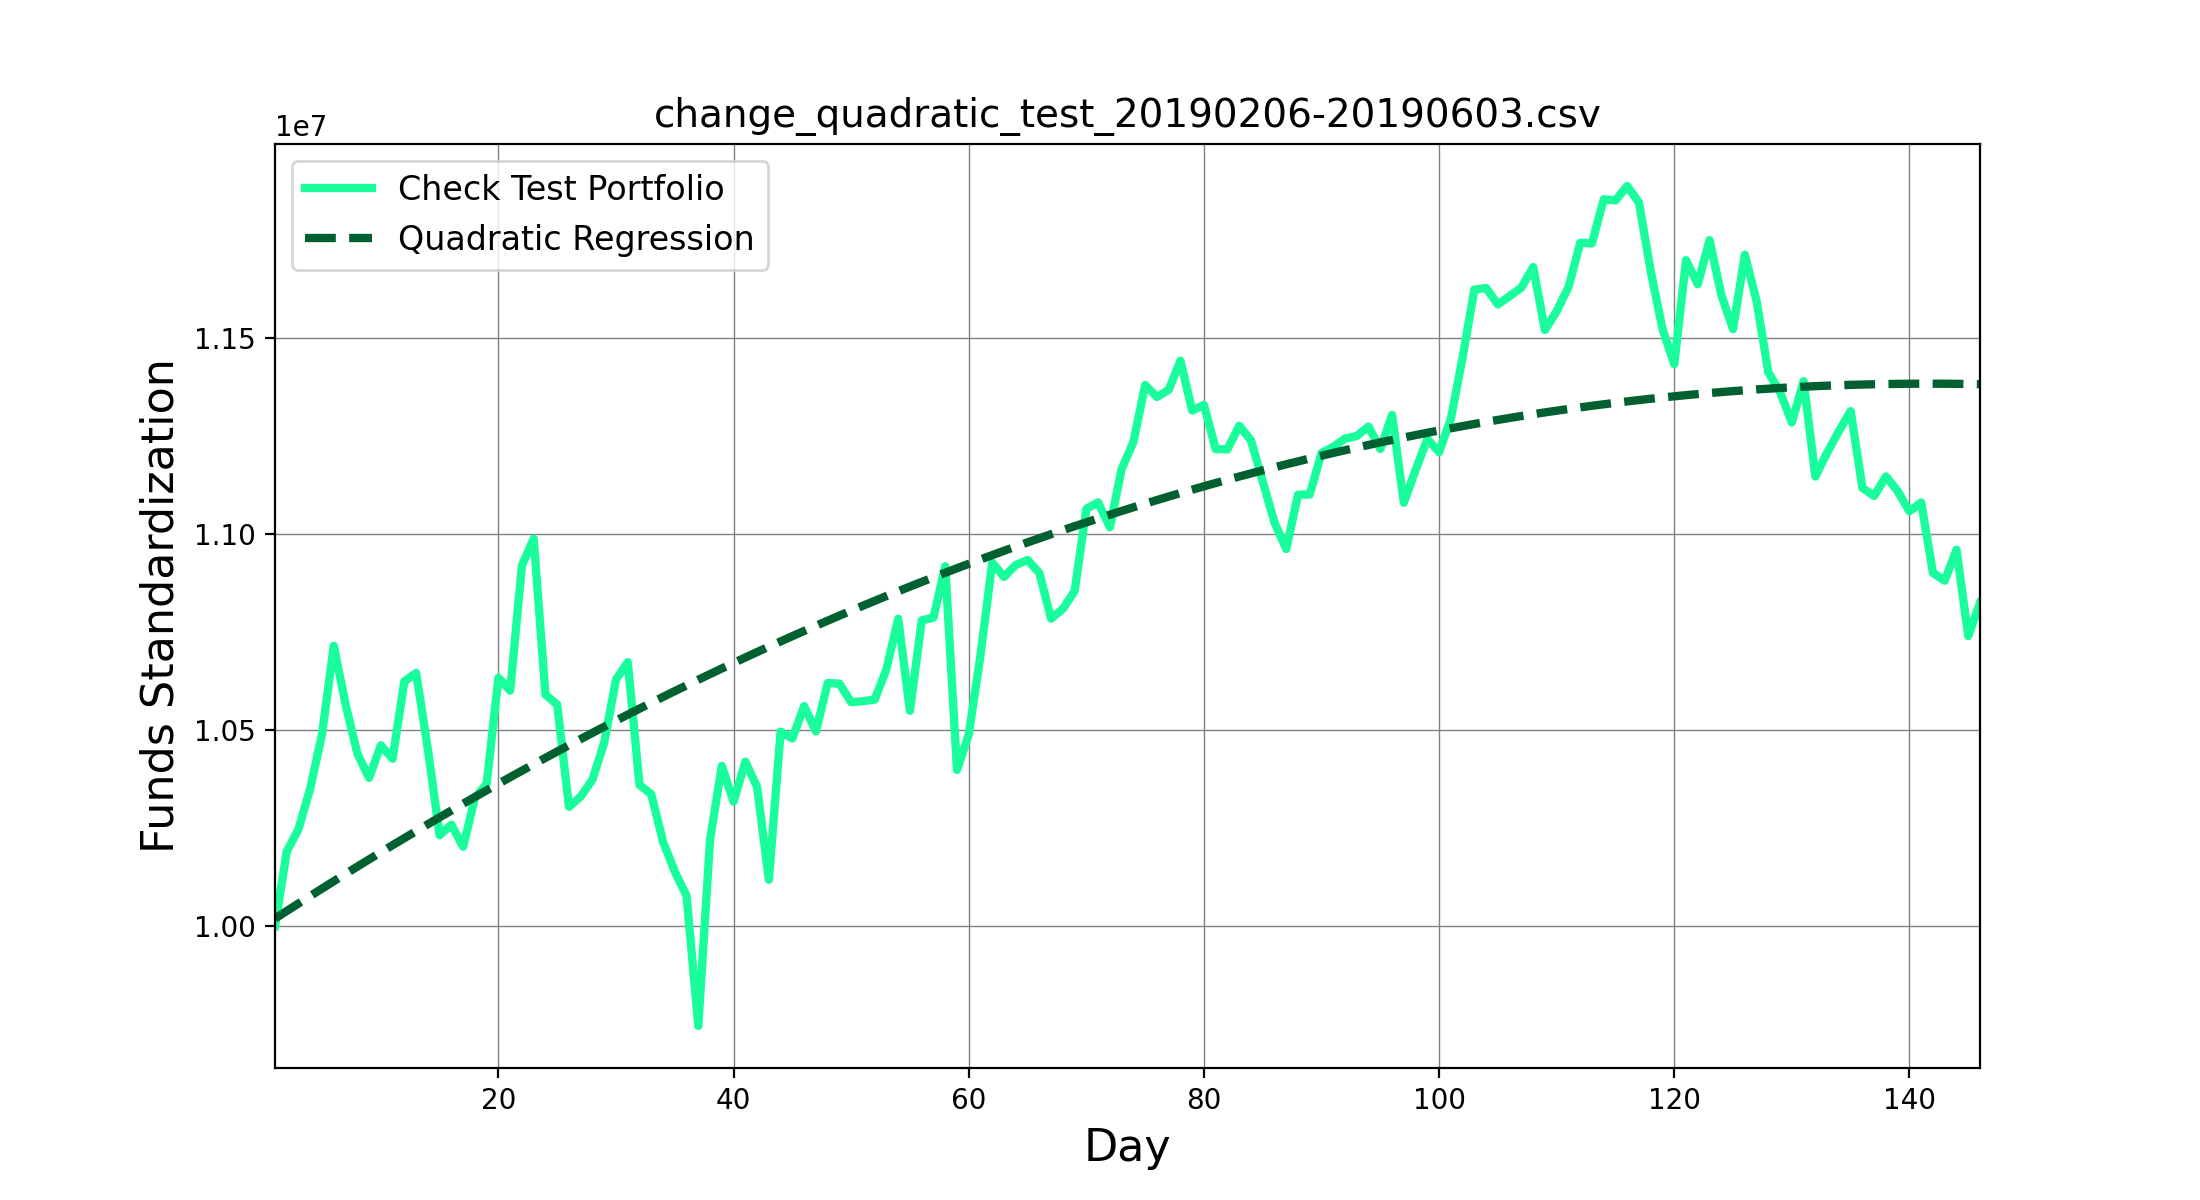 change_quadratic_test_20190206-20190603.csv
1e7
Check Test Portfolio
Quadratic Regression
Funds Standardization
1.15
1.10
1.05
1.00
20 40 60 80 100 120 140
Day